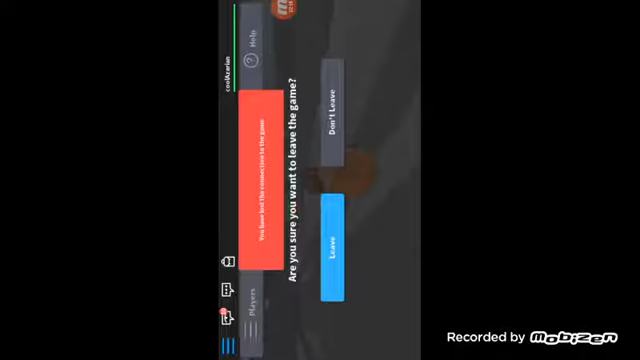 coolAzerian
Players
Help
You have lost the connection to the game
Are you sure you want to leave the game?
Leave
Don't Leave
Recorded by mobizen